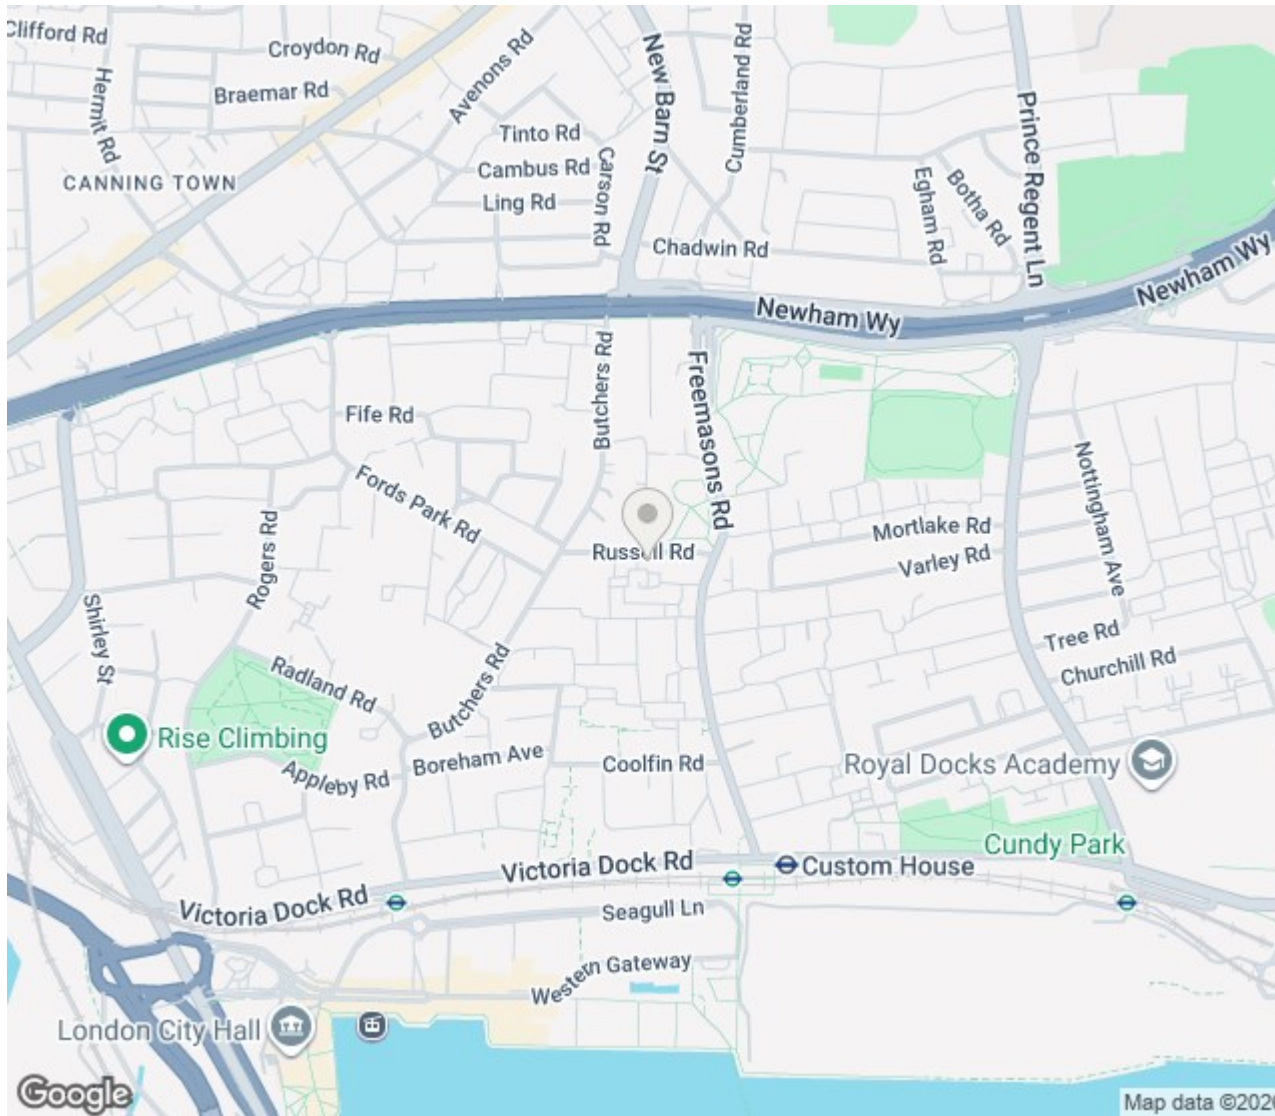 Clifford Rd
Croydon Rd
Braemar Rd
Hermit Rd
Avenons Rd
New Barn St
Cumberland Rd
Prince Regent Ln
Tinto Rd
Cambus Rd
Ling Rd
Carson Rd
CANNING TOWN
Chadwin Rd
Egham Rd
Botha Rd
Newham Wy
Newham Wy
Butchers Rd
Freemasons Rd
Fife Rd
Fords Park Rd
Rogers Rd
Nottingham Ave
Mortlake Rd
Varley Rd
Russell Rd
Shirley St
Radland Rd
Butchers Rd
Tree Rd
Churchill Rd
Rise Climbing
Appleby Rd
Boreham Ave
Coolfin Rd
Royal Docks Academy
Cundy Park
Victoria Dock Rd
Custom House
Victoria Dock Rd
Seagull Ln
Western Gateway
London City Hall
Google
Map data ©2026